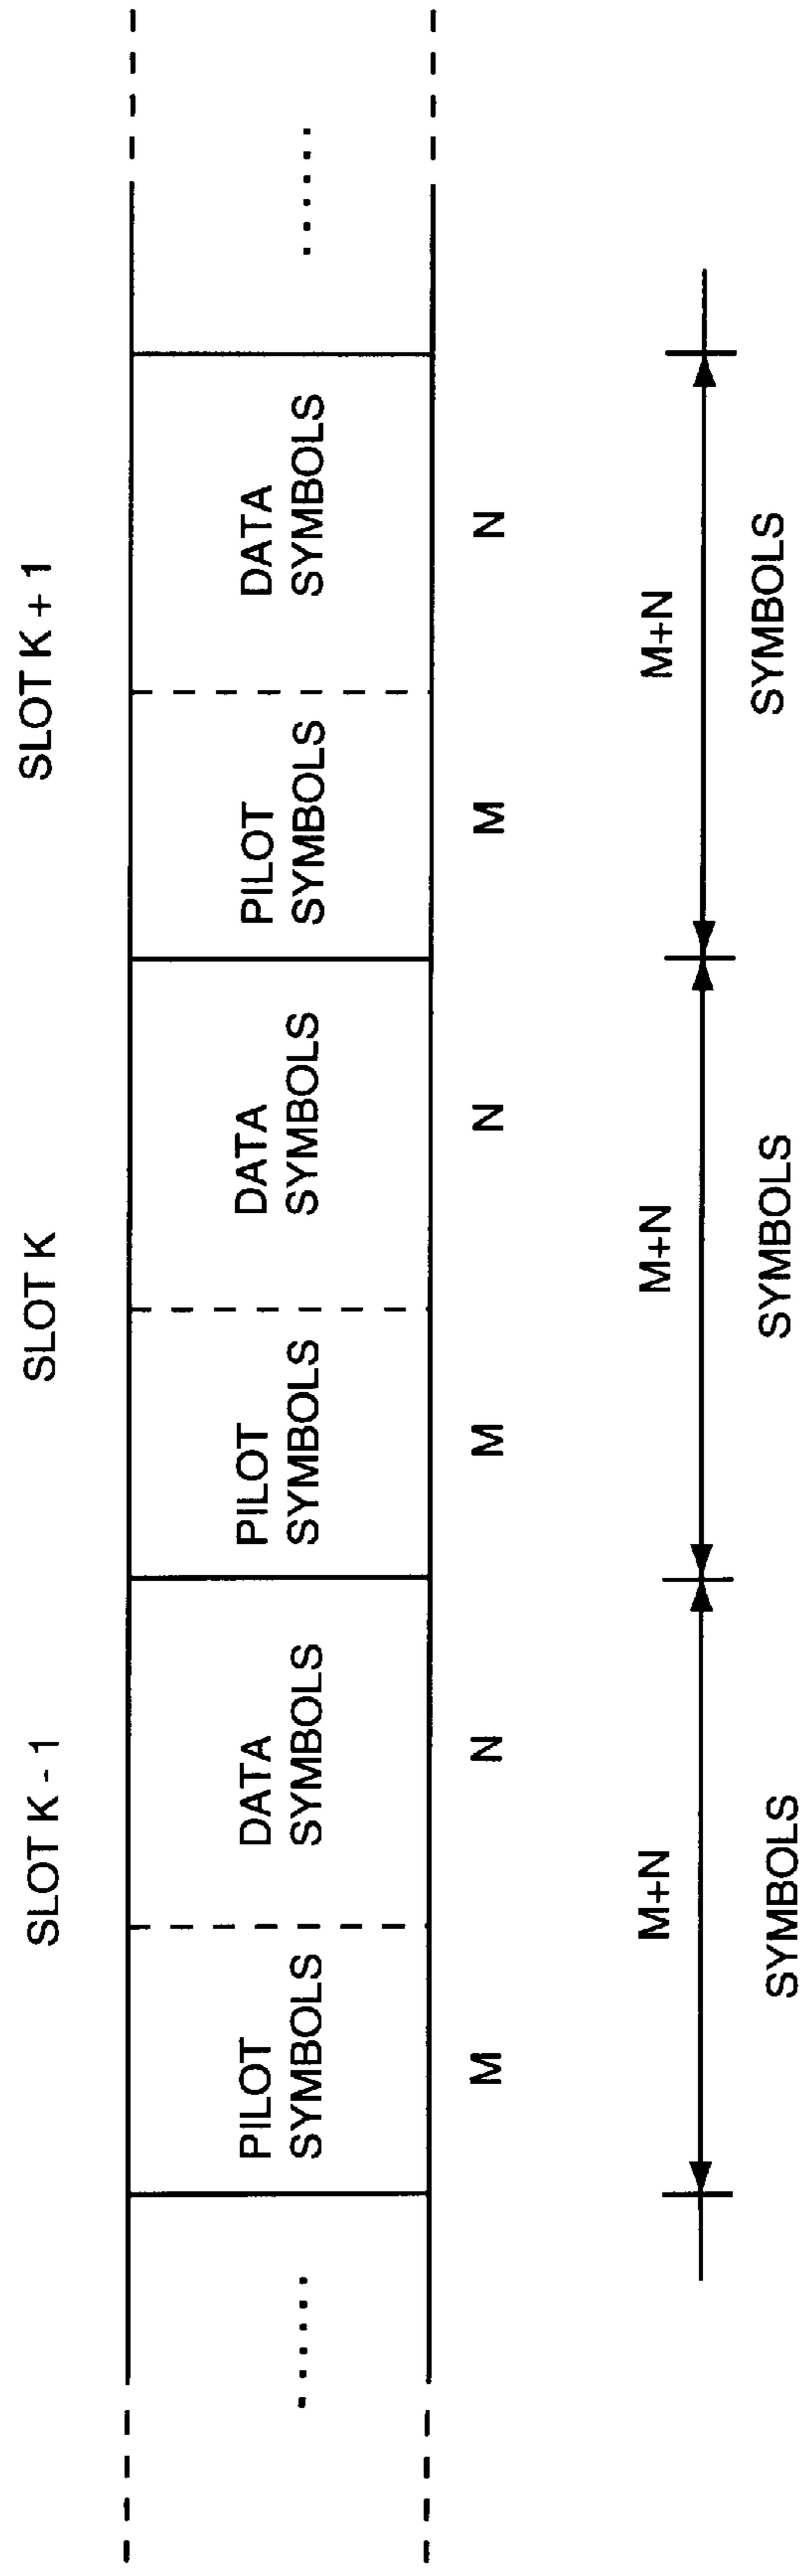 SLOT K - 1
SLOT K
SLOT K + 1
......
PILOT
SYMBOLS
DATA
SYMBOLS
PILOT
SYMBOLS
DATA
SYMBOLS
PILOT
SYMBOLS
DATA
SYMBOLS
......
M
N
M
N
M
N
M+N
SYMBOLS
M+N
SYMBOLS
M+N
SYMBOLS